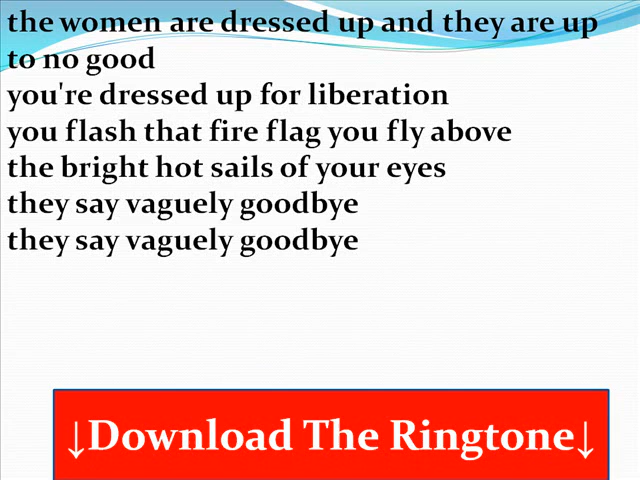 the women are dressed up and they are up
to no good
you're dressed up for liberation
you flash that fire flag you fly above
the bright hot sails of your eyes
they say vaguely goodbye
they say vaguely goodbye
↓Download The Ringtone↓